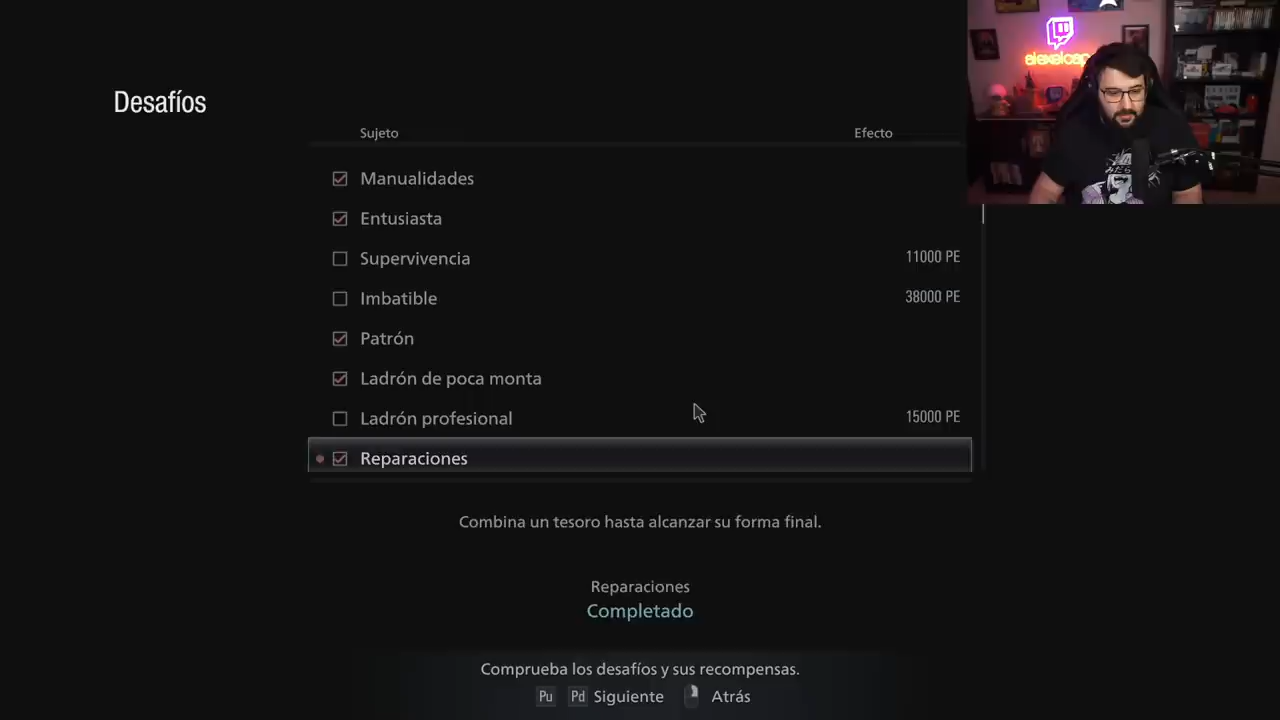 Desafíos
Sujeto Efecto
Manualidades
Entusiasta
Supervivencia 11000 PE
Imbatible 38000 PE
Patrón
Ladrón de poca monta
Ladrón profesional 15000 PE
Reparaciones
Combina un tesoro hasta alcanzar su forma final.
Reparaciones
Completado
Comprueba los desafíos y sus recompensas.
Pu Pd Siguiente Atrás